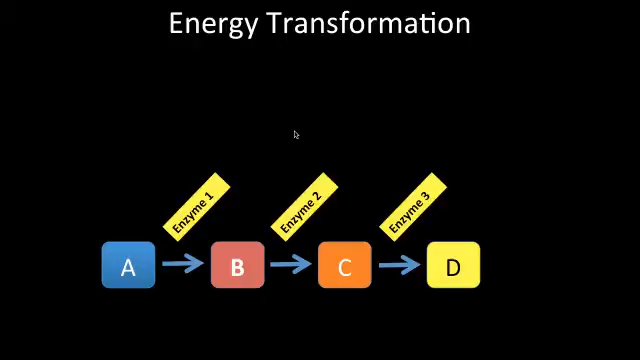 Energy Transformation
Enzyme 1
Enzyme 2
Enzyme 3
A
B
C
D